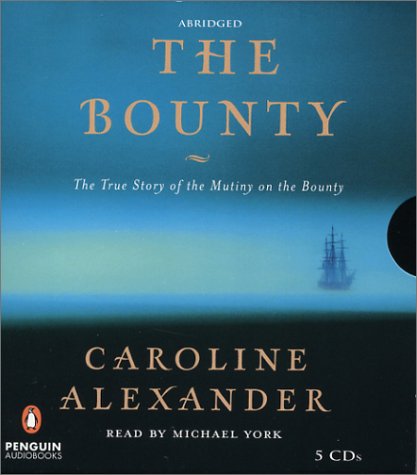 ABRIDGED
THE
BOUNTY
The True Story of the Mutiny on the Bounty
CAROLINE
ALEXANDER
READ BY MICHAEL YORK
5 CDs
PENGUIN
AUDIOBOOKS